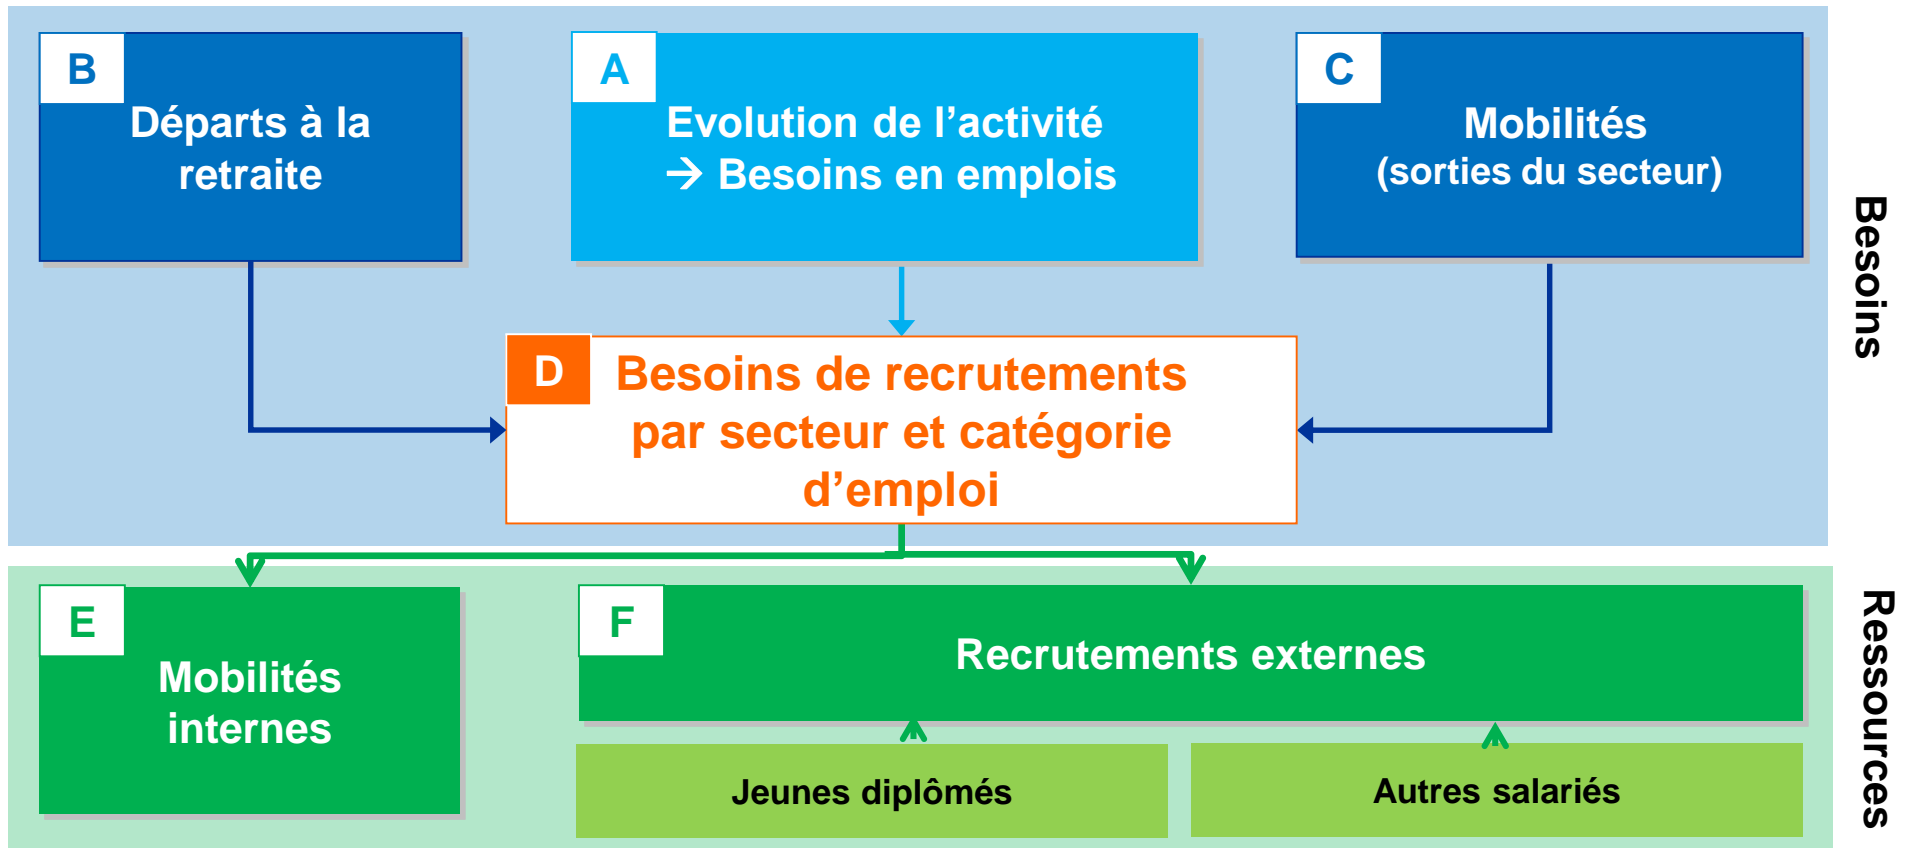 B
Départs à la
retraite
A
Evolution de l’activité
→ Besoins en emplois
C
Mobilités
(sorties du secteur)
Besoins
D
Besoins de recrutements
par secteur et catégorie
d’emploi
E
Mobilités
internes
F
Recrutements externes
Jeunes diplômés
Autres salariés
Ressources